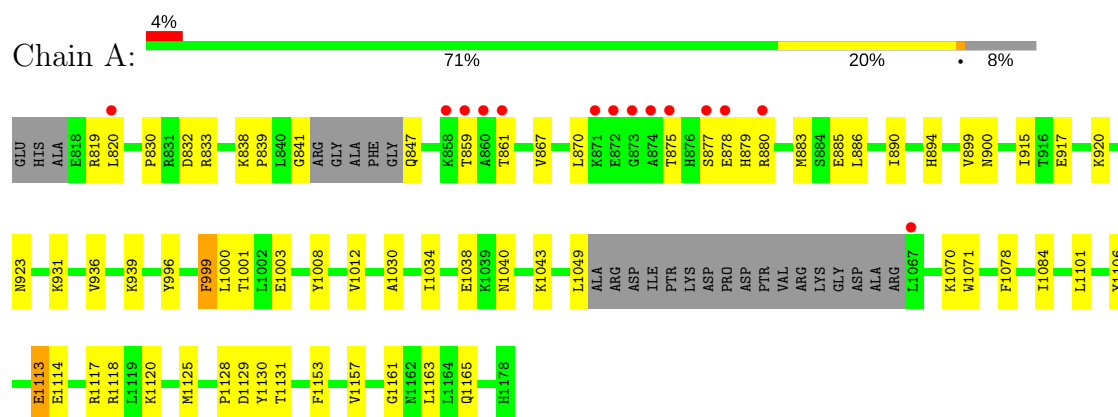 4%
Chain A:
71% 20% • 8%
GLU HIS ALA E818 R819 L820 P830 R831 D832 R833 K838 P839 L840 G841 ARG GLY ALA PHE GLY Q847 K858 T859 A860 T861 V867 L870 K871 E872 G873 A874 T875 H876 S877 E878 H879 R880 M883 S884 E885 L886 I890 H894 V899 N900 I915 T916 E917 K920
N923 K931 V936 K939 Y996 F999 L1000 T1001 L1002 E1003 Y1008 V1012 A1030 I1034 E1038 K1039 N1040 K1043 L1049 ALA ARG ASP ILE PTR LYS ASP PRO ASP PTR VAL ARG LYS GLY ASP ALA ARG L1067 K1070 W1071 F1078 I1084 L1101
E1113 E1114 R1117 R1118 L1119 K1120 M1125 P1128 D1129 Y1130 T1131 F1153 V1157 G1161 N1162 L1163 L1164 Q1165 H1178